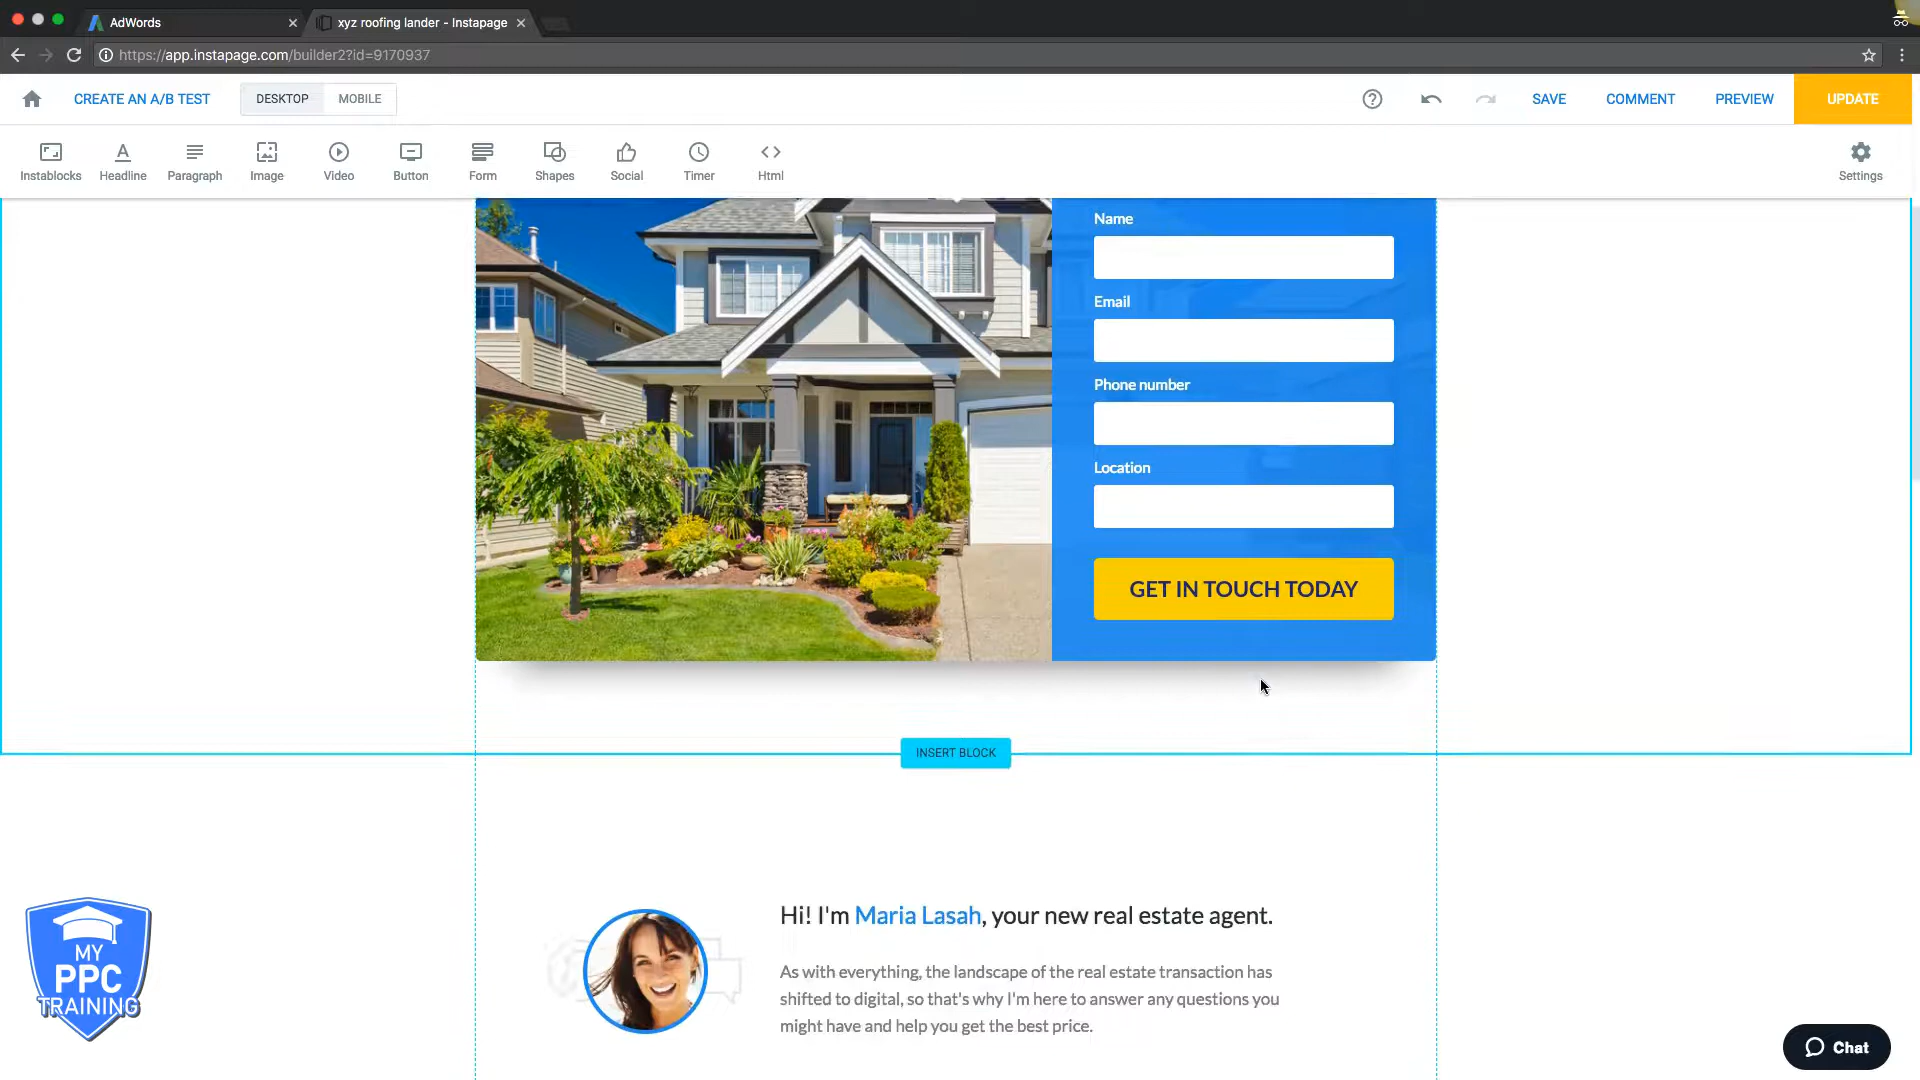 AdWords
xyz roofing lander - Instapage
https://app.instapage.com/builder2?id=9170937
CREATE AN A/B TEST
DESKTOP
MOBILE
SAVE
COMMENT
PREVIEW
UPDATE
Instablocks
Headline
Paragraph
Image
Video
Button
Form
Shapes
Social
Timer
Html
Settings
Name
Email
Phone number
Location
GET IN TOUCH TODAY
INSERT BLOCK
Hi! I'm Maria Lasah, your new real estate agent.
As with everything, the landscape of the real estate transaction has
shifted to digital, so that's why I'm here to answer any questions you
might have and help you get the best price.
MY
PPC
TRAINING
Chat